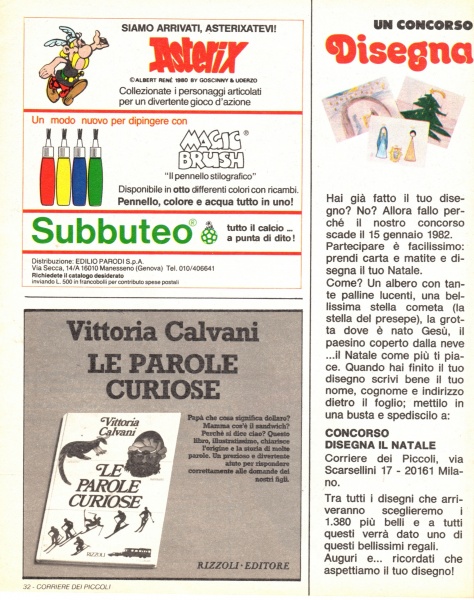 SIAMO ARRIVATI, ASTERIXATEVI!
Asterix
© ALBERT RENÉ 1980 BY GOSCINNY & UDERZO
Collezionate i personaggi articolati
per un divertente gioco d'azione
Un modo nuovo per dipingere con
MAGIC
BRUSH
"Il pennello stilografico"
Disponibile in otto differenti colori con ricambi.
Pennello, colore e acqua tutto in uno!
Subbuteo® tutto il calcio ...
a punta di dito!
Distribuzione: EDILIO PARODI S.p.A.
Via Secca, 14/A 16010 Manesseno (Genova) Tel. 010/406641
Richiedete il catalogo desiderato
inviando L. 500 in francobolli per contributo spese postali
Vittoria Calvani
LE PAROLE
CURIOSE
Papà che cosa significa dollaro?
Mamma cos'è il sandwich?
Perché si dice ciao? Questo
libro, illustratissimo, chiarisce
l'origine e la storia di molte
parole. Un prezioso e divertente
aiuto per rispondere
correttamente alle domande dei
nostri figli.
Vittoria
Calvani
LE
PAROLE
CURIOSE
RIZZOLI
RIZZOLI · EDITORE
32 - CORRIERE DEI PICCOLI
UN CONCORSO
Disegna
Hai già fatto il tuo dise-
gno? No? Allora fallo per-
ché il nostro concorso
scade il 15 gennaio 1982.
Partecipare è facilissimo:
prendi carta e matite e di-
segna il tuo Natale.
Come? Un albero con tan-
te palline lucenti, una bel-
lissima stella cometa (la
stella del presepe), la grot-
ta dove è nato Gesù, il
paesino coperto dalla neve
...il Natale come più ti pia-
ce. Quando hai finito il tuo
disegno scrivi bene il tuo
nome, cognome e indirizzo
dietro il foglio; mettilo in
una busta e spediscilo a:
CONCORSO
DISEGNA IL NATALE
Corriere dei Piccoli, via
Scarsellini 17 - 20161 Mila-
no.
Tra tutti i disegni che arri-
veranno sceglieremo i
1.380 più belli e a tutti
questi verrà dato uno di
questi bellissimi regali.
Auguri e... ricordati che
aspettiamo il tuo disegno!